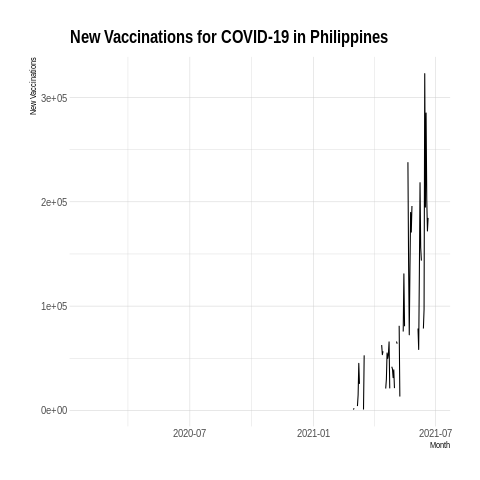 New Vaccinations for COVID-19 in Philippines
New Vaccinations
3e+05
2e+05
1e+05
0e+00
2020-07
2021-01
2021-07
Month